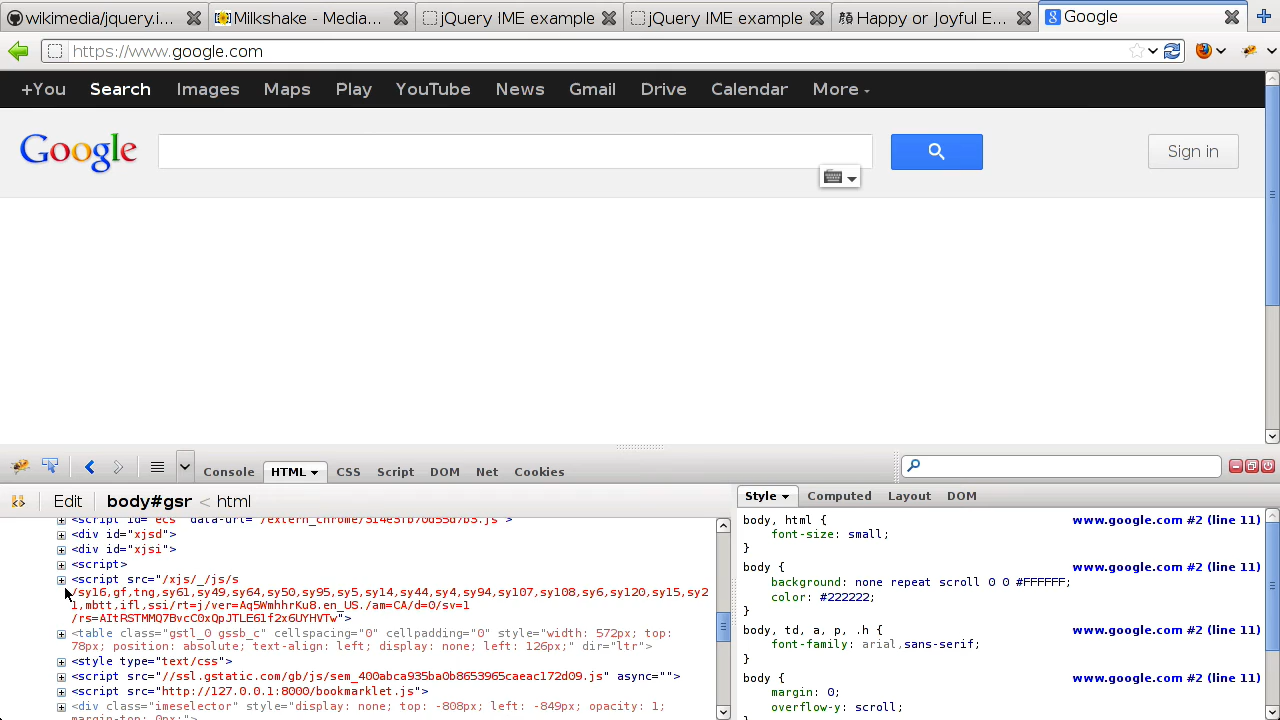 wikimedia/jquery.i... Milkshake - Media... jQuery IME example jQuery IME example Happy or Joyful E... Google
https://www.google.com
+You Search Images Maps Play YouTube News Gmail Drive Calendar More
Google Sign in
Console HTML CSS Script DOM Net Cookies
Edit body#gsr < html
Style Computed Layout DOM
<div id="xjsd">
<div id="xjsi">
<script>
<script src="/xjs/_/js/s
/sy16,gf,tng,sy61,sy49,sy64,sy50,sy95,sy5,sy14,sy44,sy4,sy94,sy107,sy108,sy6,sy120,sy15,sy2
1,mbtt,ifl,ssi/rt=j/ver=Aq5WmhhrKu8.en_US./am=CA/d=0/sv=1
/rs=AItRSTMMQ7BvcC0xQpJTLE61f2x6UYHVTw">
<table class="gstl_0 gssb_c" cellspacing="0" cellpadding="0" style="width: 572px; top:
78px; position: absolute; text-align: left; display: none; left: 126px;" dir="ltr">
<style type="text/css">
<script src="//ssl.gstatic.com/gb/js/sem_400abca935ba0b8653965caeac172d09.js" async="">
<script src="http://127.0.0.1:8000/bookmarklet.js">
<div class="imeselector" style="display: none; top: -808px; left: -849px; opacity: 1;
margin-top: 0px;">
body, html { www.google.com #2 (line 11)
font-size: small;
}
body { www.google.com #2 (line 11)
background: none repeat scroll 0 0 #FFFFFF;
color: #222222;
}
body, td, a, p, .h { www.google.com #2 (line 11)
font-family: arial,sans-serif;
}
body { www.google.com #2 (line 11)
margin: 0;
overflow-y: scroll;